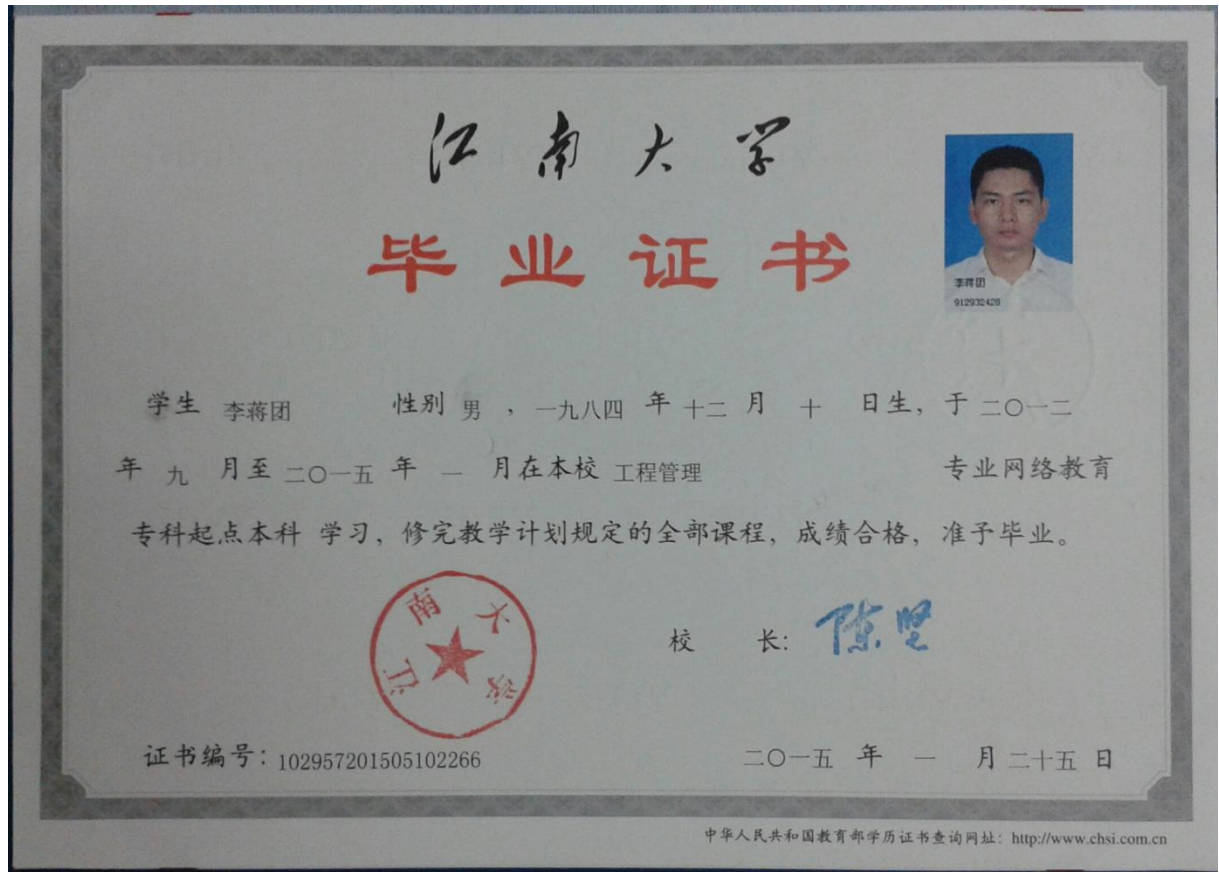 江南大学
毕业证书
李蒋团
912932428
学生 李蒋团 性别 男 ，一九八四 年 十二 月 十 日生，于 二〇一二
年 九 月至 二〇一五 年 一 月在本校 工程管理 专业网络教育
专科起点本科 学习，修完教学计划规定的全部课程，成绩合格，准予毕业。
江南大学
校 长：陈坚
证书编号：102957201505102266 二〇一五 年 一 月 二十五 日
中华人民共和国教育部学历证书查询网址：http://www.chsi.com.cn